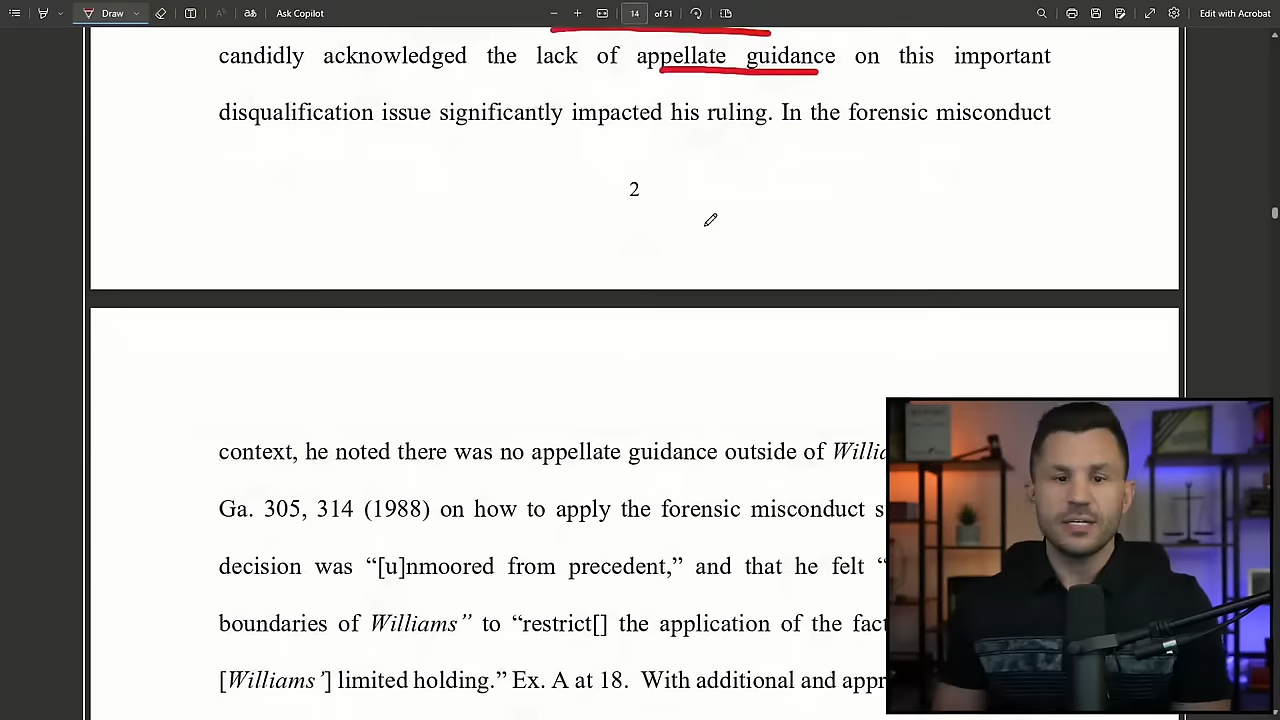 Draw
Ask Copilot
14 of 51
Edit with Acrobat
candidly acknowledged the lack of appellate guidance on this important
disqualification issue significantly impacted his ruling. In the forensic misconduct
2
context, he noted there was no appellate guidance outside of
Ga. 305, 314 (1988) on how to apply the forensic misconduct
decision was “[u]nmoored from precedent,” and that he felt “
boundaries of Williams” to “restrict[] the application of the
[Williams’] limited holding.” Ex. A at 18. With additional and